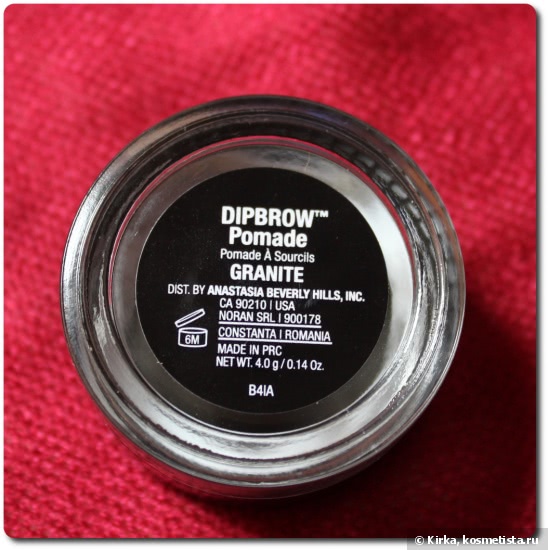 DIPBROW™
Pomade
Pomade À Sourcils
GRANITE
DIST. BY ANASTASIA BEVERLY HILLS, INC.
CA 90210 | USA
NORAN SRL | 900178
CONSTANTA | ROMANIA
6M
MADE IN PRC
NET WT. 4.0 g / 0.14 Oz.
B4IA
© Kirka, kosmetista.ru